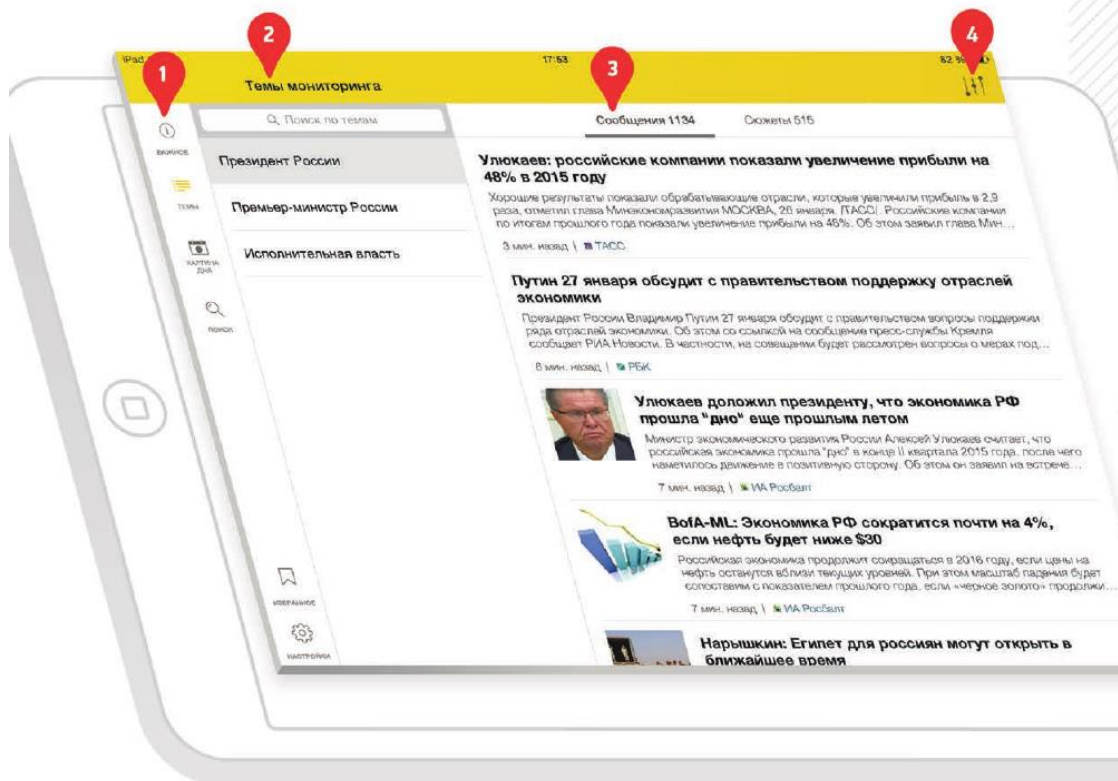 1
2
3
4
iPad
17:53
82 %
Темы мониторинга
Поиск по темам
Сообщения 1134
Сюжеты 515
ВАЖНОЕ
ТЕМЫ
КАРТИНА
ДНЯ
ПОИСК
ИЗБРАННОЕ
НАСТРОЙКИ
Президент России
Премьер-министр России
Исполнительная власть
Улюкаев: российские компании показали увеличение прибыли на
48% в 2015 году
Хорошие результаты показали обрабатывающие отрасли, которые увеличили прибыль в 2,9
раза, отметил глава Минэкономразвития МОСКВА, 26 января. /ТАСС/. Российские компании
по итогам прошлого года показали увеличение прибыли на 48%. Об этом заявил глава Мин...
3 мин. назад | ТАСС
Путин 27 января обсудит с правительством поддержку отраслей
экономики
Президент России Владимир Путин 27 января обсудит с правительством вопросы поддержки
ряда отраслей экономики. Об этом со ссылкой на сообщение пресс-службы Кремля
сообщает РИА Новости. В частности, на совещании будет рассмотрен вопросы о мерах под...
6 мин. назад | РБК
Улюкаев доложил президенту, что экономика РФ
прошла "дно" еще прошлым летом
Министр экономического развития России Алексей Улюкаев считает, что
российская экономика прошла "дно" в конце II квартала 2015 года, после чего
наметилось движение в позитивную сторону. Об этом он заявил на встрече...
7 мин. назад | ИА Росбалт
BofA-ML: Экономика РФ сократится почти на 4%,
если нефть будет ниже $30
Российская экономика продолжит сокращаться в 2016 году, если цены на
нефть останутся вблизи текущих уровней. При этом масштаб падения будет
сопоставим с показателем прошлого года, если «черное золото» продолжи...
7 мин. назад | ИА Росбалт
Нарышкин: Египет для россиян могут открыть в
ближайшее время